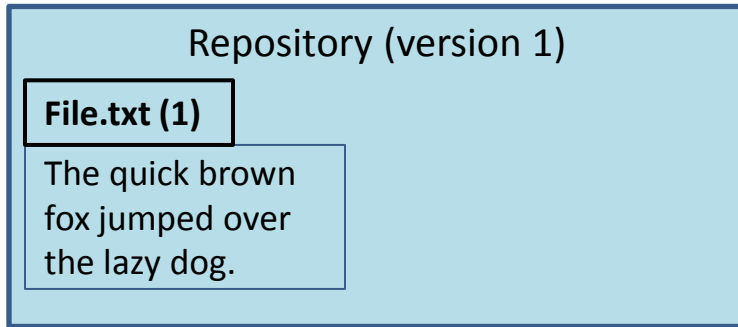 Repository (version 1)
File.txt (1)
The quick brown
fox jumped over
the lazy dog.